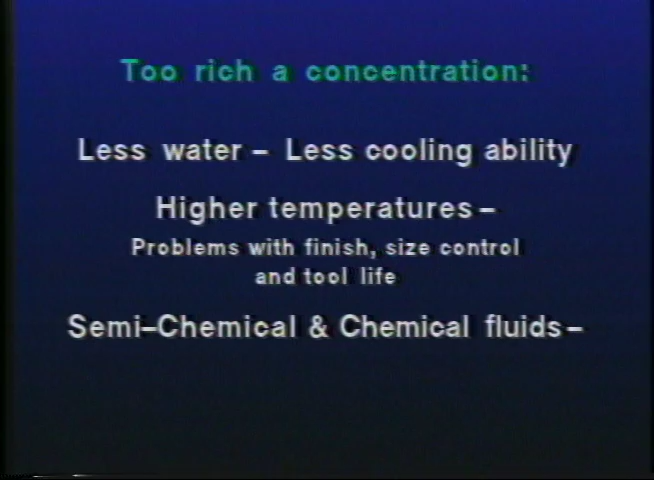 Too rich a concentration:
Less water – Less cooling ability
Higher temperatures –
Problems with finish, size control
and tool life
Semi–Chemical & Chemical fluids –